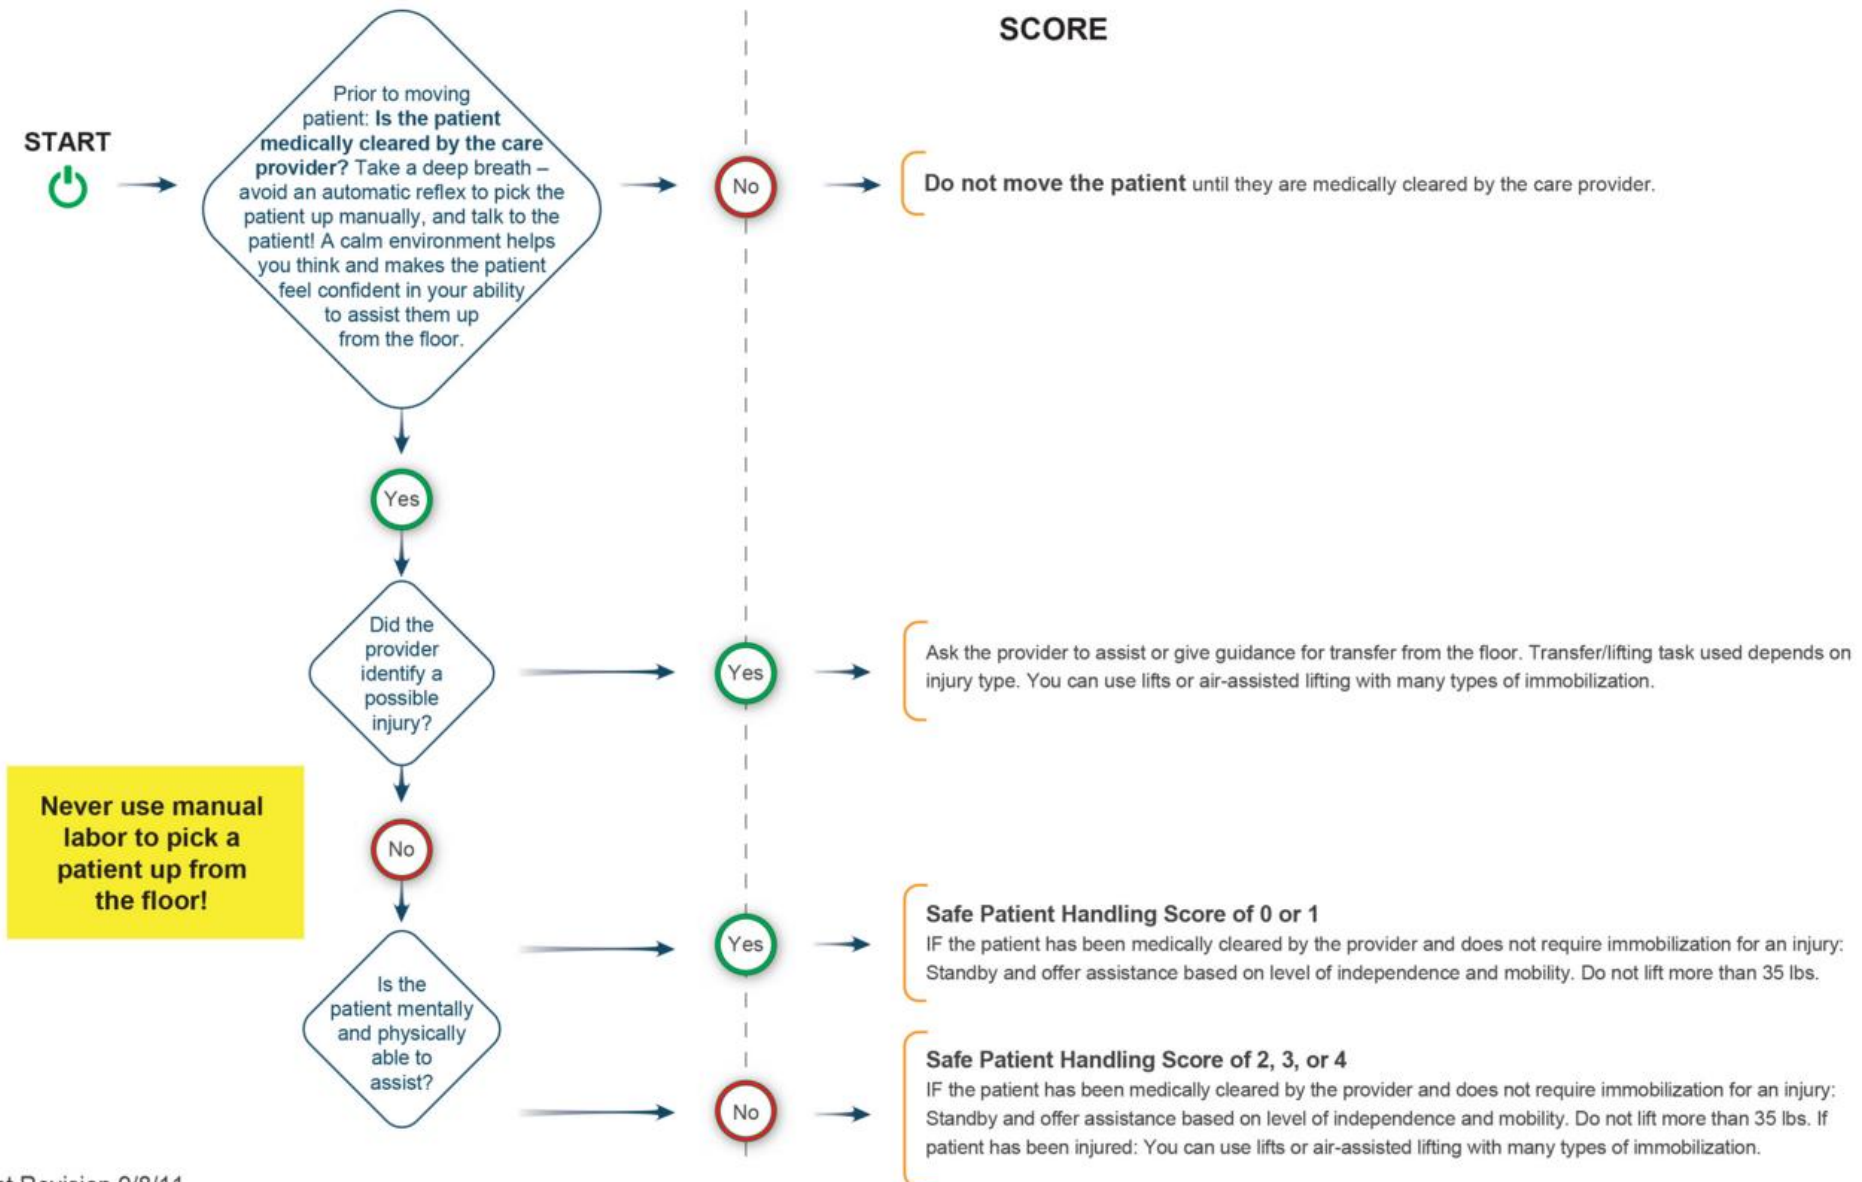 SCORE
START
Prior to moving
patient: Is the patient
medically cleared by the care
provider? Take a deep breath –
avoid an automatic reflex to pick the
patient up manually, and talk to the
patient! A calm environment helps
you think and makes the patient
feel confident in your ability
to assist them up
from the floor.
No
Do not move the patient until they are medically cleared by the care provider.
Yes
Did the
provider
identify a
possible
injury?
Yes
Ask the provider to assist or give guidance for transfer from the floor. Transfer/lifting task used depends on
injury type. You can use lifts or air-assisted lifting with many types of immobilization.
Never use manual
labor to pick a
patient up from
the floor!
No
Is the
patient mentally
and physically
able to
assist?
Yes
Safe Patient Handling Score of 0 or 1
IF the patient has been medically cleared by the provider and does not require immobilization for an injury:
Standby and offer assistance based on level of independence and mobility. Do not lift more than 35 lbs.
No
Safe Patient Handling Score of 2, 3, or 4
IF the patient has been medically cleared by the provider and does not require immobilization for an injury:
Standby and offer assistance based on level of independence and mobility. Do not lift more than 35 lbs. If
patient has been injured: You can use lifts or air-assisted lifting with many types of immobilization.